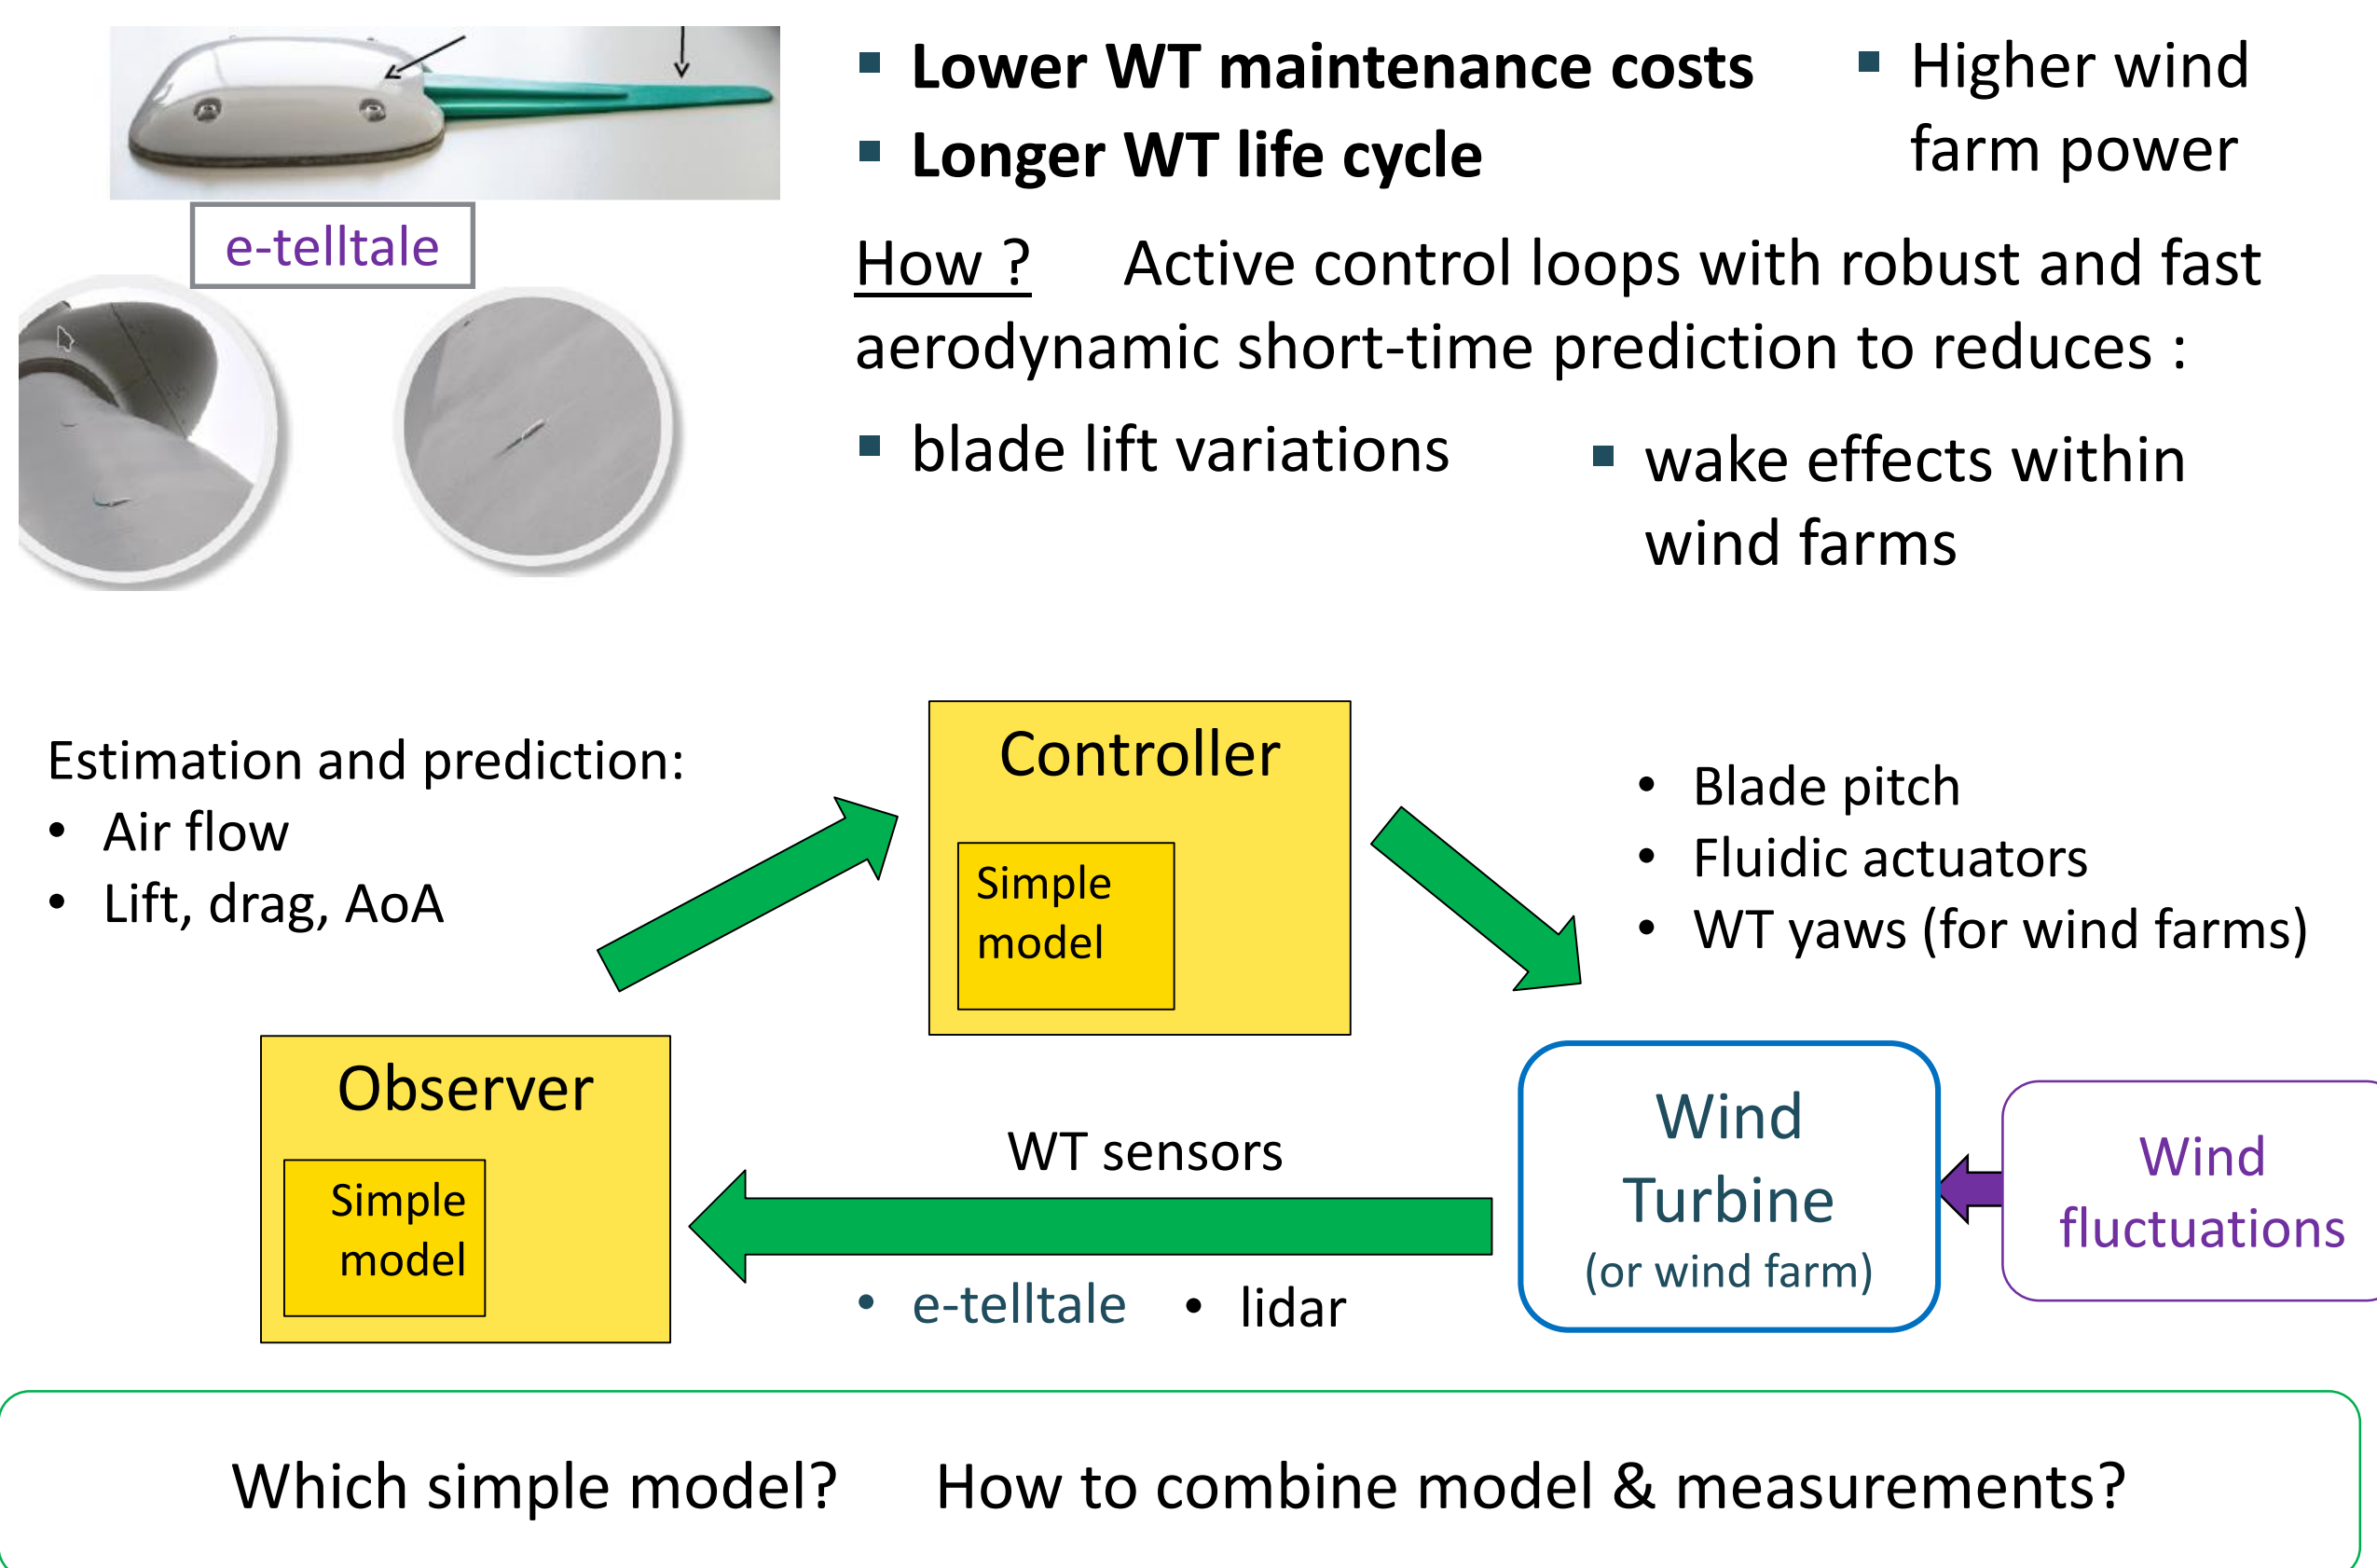 ▪ Lower WT maintenance costs
▪ Longer WT life cycle
▪ Higher wind
farm power
e-telltale
How ? Active control loops with robust and fast
aerodynamic short-time prediction to reduces :
▪ blade lift variations
▪ wake effects within
wind farms
Estimation and prediction:
• Air flow
• Lift, drag, AoA
Controller
Simple
model
• Blade pitch
• Fluidic actuators
• WT yaws (for wind farms)
Observer
Simple
model
WT sensors
• e-telltale • lidar
Wind
Turbine
(or wind farm)
Wind
fluctuations
Which simple model? How to combine model & measurements?